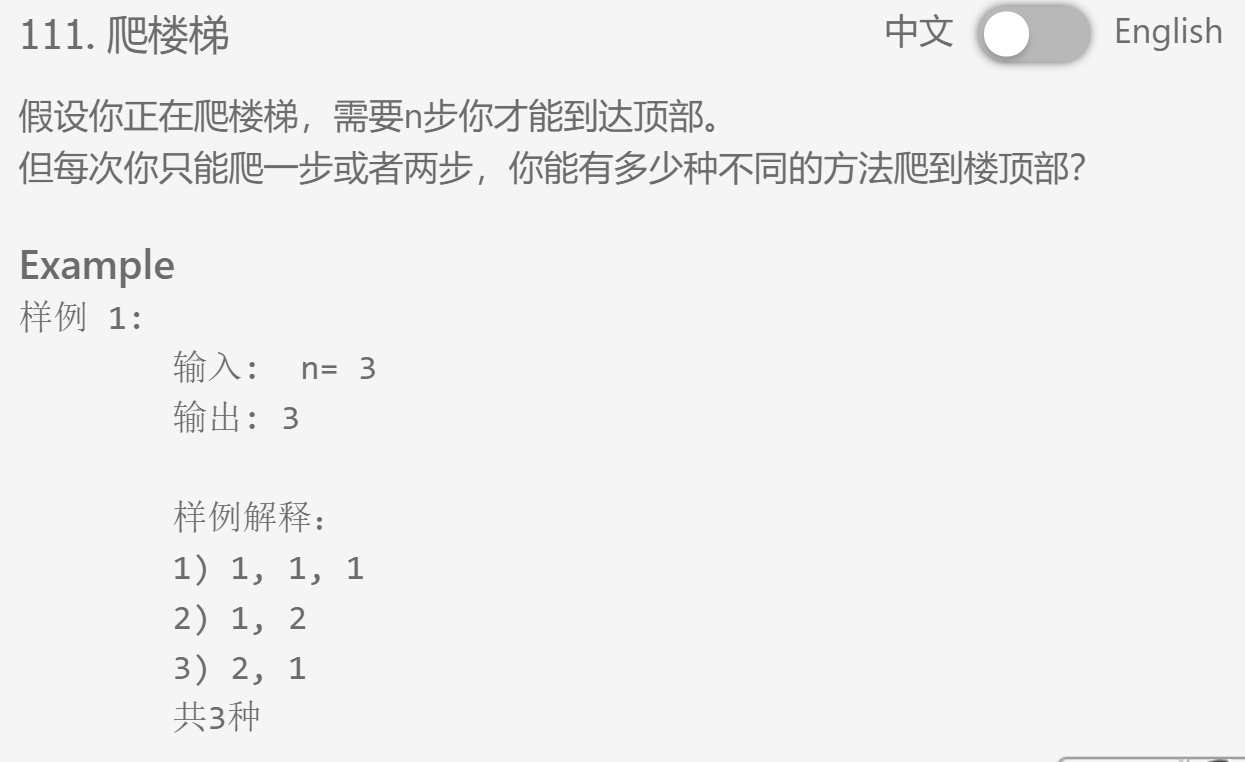 111. 爬楼梯
中文 English
假设你正在爬楼梯，需要n步你才能到达顶部。
但每次你只能爬一步或者两步，你能有多少种不同的方法爬到楼顶部？
Example
样例 1:
输入:  n= 3
输出: 3
样例解释:
1) 1, 1, 1
2) 1, 2
3) 2, 1
共3种